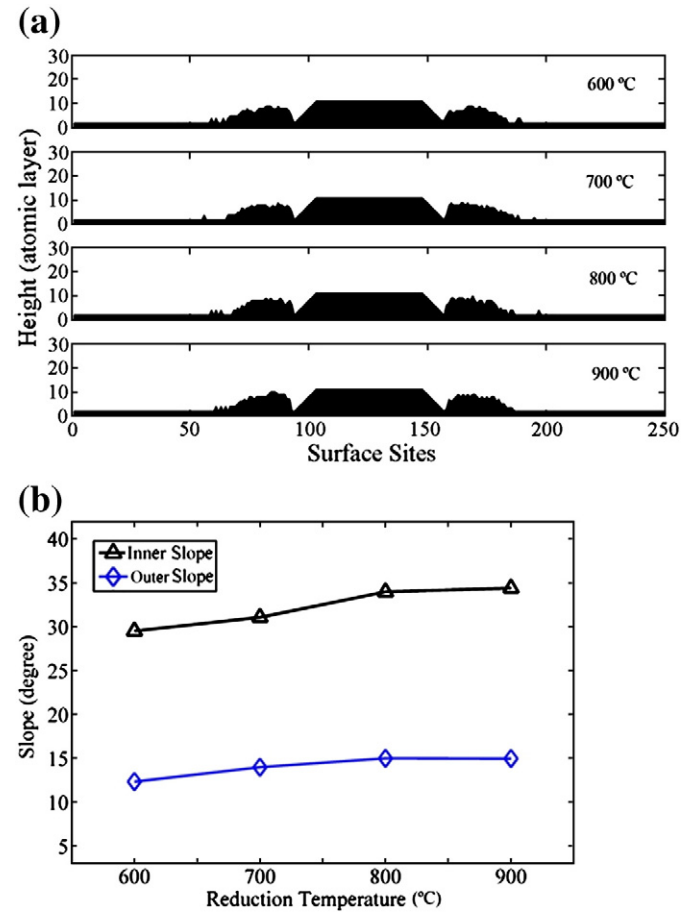 (a)
30
20
10
0
600 ºC
30
20
10
0
700 ºC
30
20
10
0
800 ºC
30
20
10
0
900 ºC
Height (atomic layer)
0 50 100 150 200 250
Surface Sites
(b)
40
35
30
25
20
15
10
5
Inner Slope
Outer Slope
Slope (degree)
600 700 800 900
Reduction Temperature (ºC)